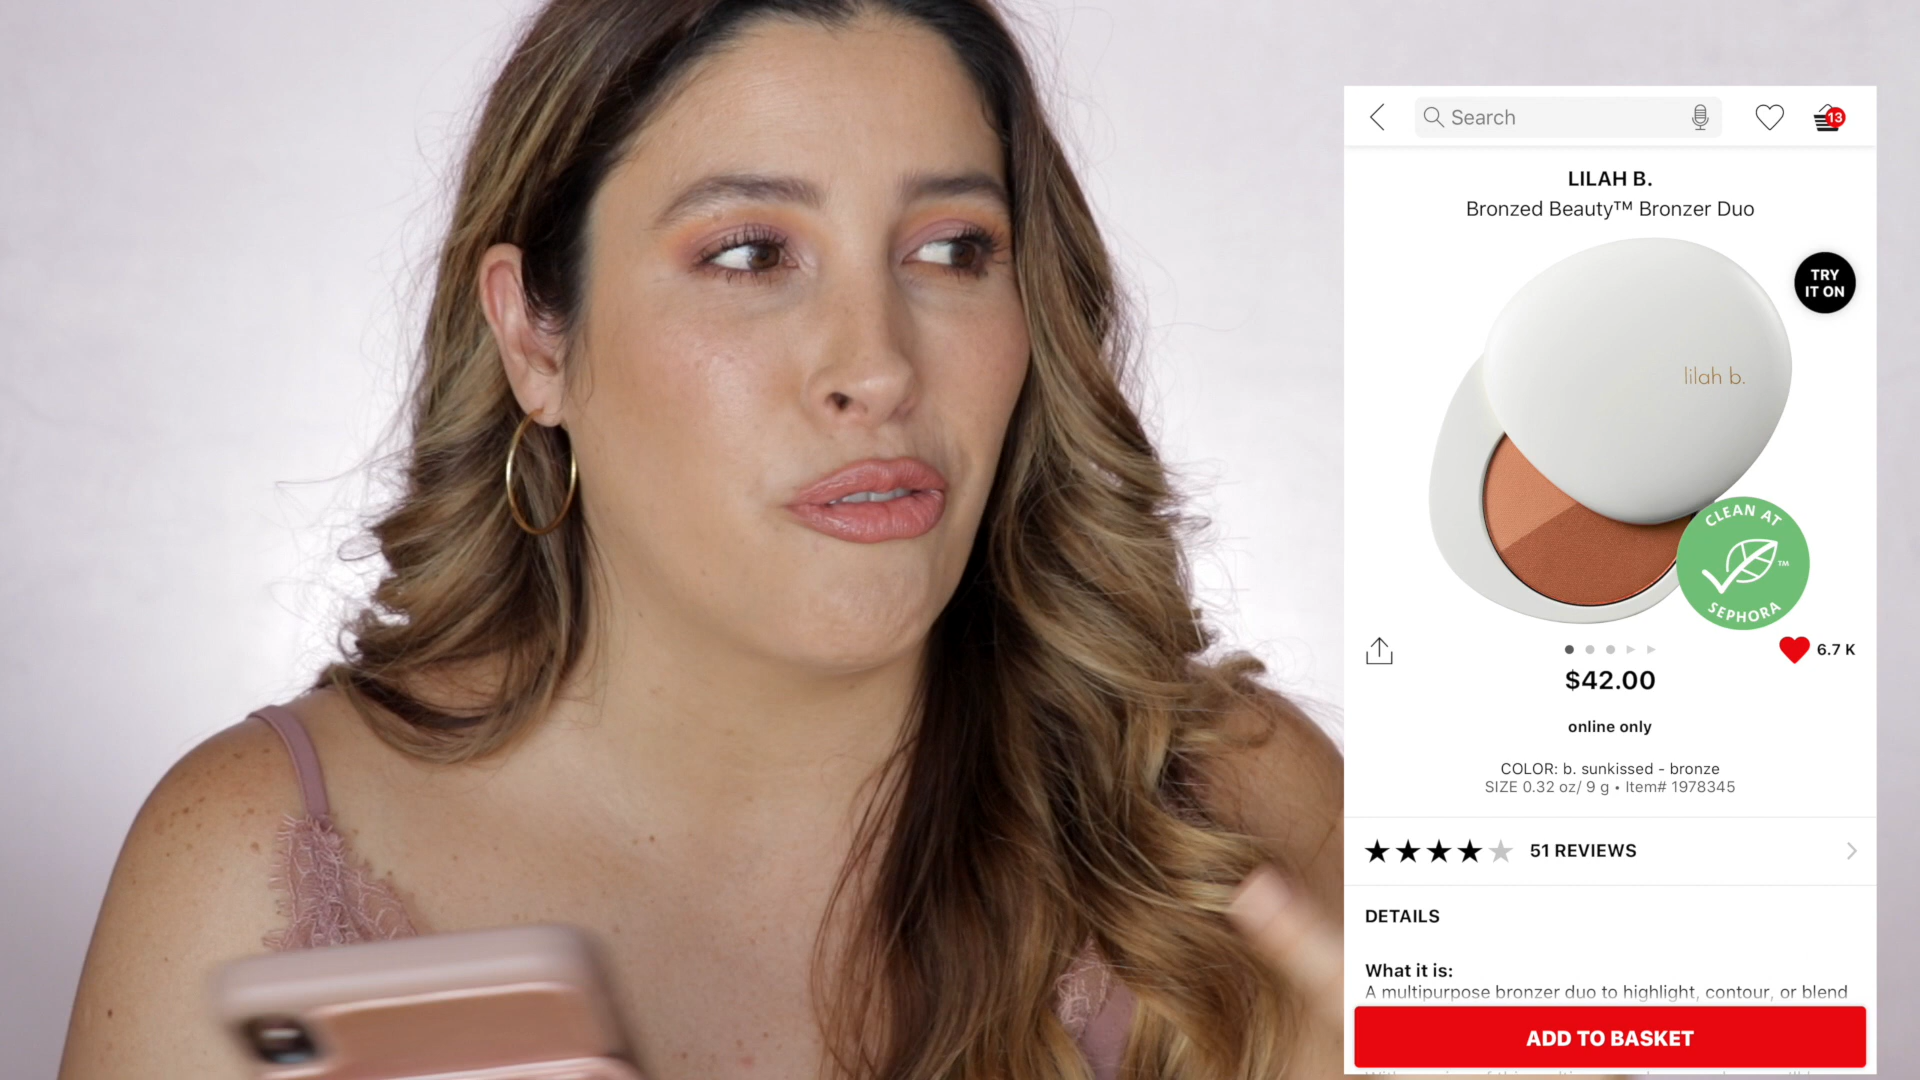 Search
13
LILAH B.
Bronzed Beauty™ Bronzer Duo
TRY
IT ON
lilah b.
CLEAN AT
SEPHORA
TM
6.7 K
$42.00
online only
COLOR: b. sunkissed - bronze
SIZE 0.32 oz/ 9 g • Item# 1978345
51 REVIEWS
DETAILS
What it is:
A multipurpose bronzer duo to highlight, contour, or blend
ADD TO BASKET